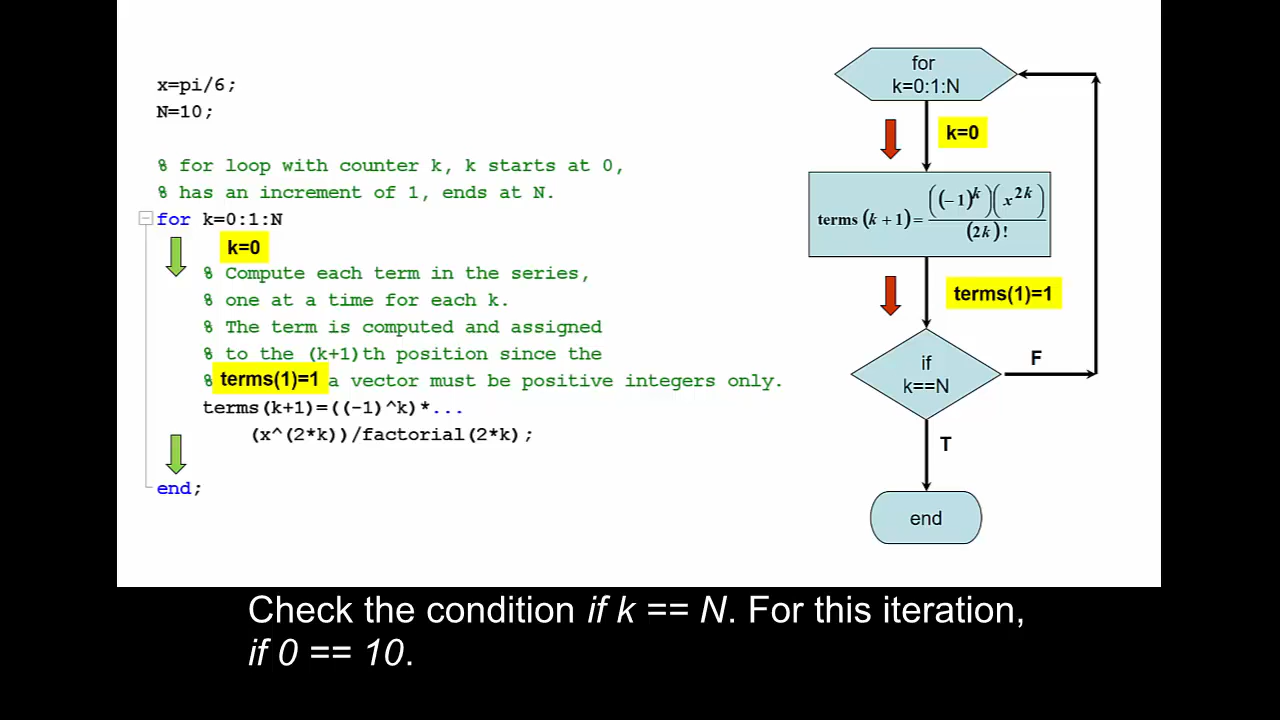 x=pi/6;
N=10;
% for loop with counter k, k starts at 0,
% has an increment of 1, ends at N.
for k=0:1:N
k=0
% Compute each term in the series,
% one at a time for each k.
% The term is computed and assigned
% to the (k+1)th position since the
% terms(1)=1 a vector must be positive integers only.
terms(k+1)=((-1)^k)*...
(x^(2*k))/factorial(2*k);
end;
for
k=0:1:N
k=0
terms (k+1)=((-1)^k)(x^2k)/(2k)!
terms(1)=1
if
k==N
F
T
end
Check the condition if k == N. For this iteration,
if 0 == 10.